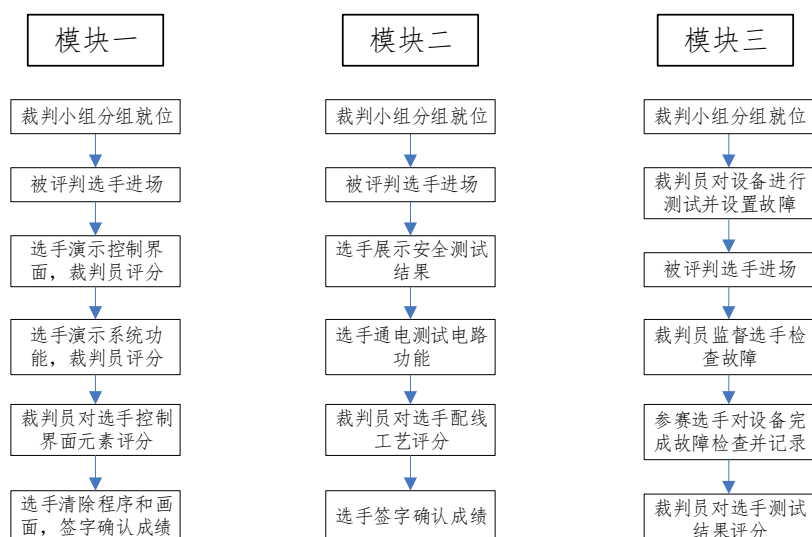 模块一
裁判小组分组就位
被评判选手进场
选手演示控制界
面，裁判员评分
选手演示系统功
能，裁判员评分
裁判员对选手控制
界面元素评分
选手清除程序和画
面，签字确认成绩
模块二
裁判小组分组就位
被评判选手进场
选手展示安全测试
结果
选手通电测试电路
功能
裁判员对选手配线
工艺评分
选手签字确认成绩
模块三
裁判小组分组就位
裁判员对设备进行
测试并设置故障
被评判选手进场
裁判员监督选手检
查故障
参赛选手对设备完
成故障检查并记录
裁判员对选手测试
结果评分